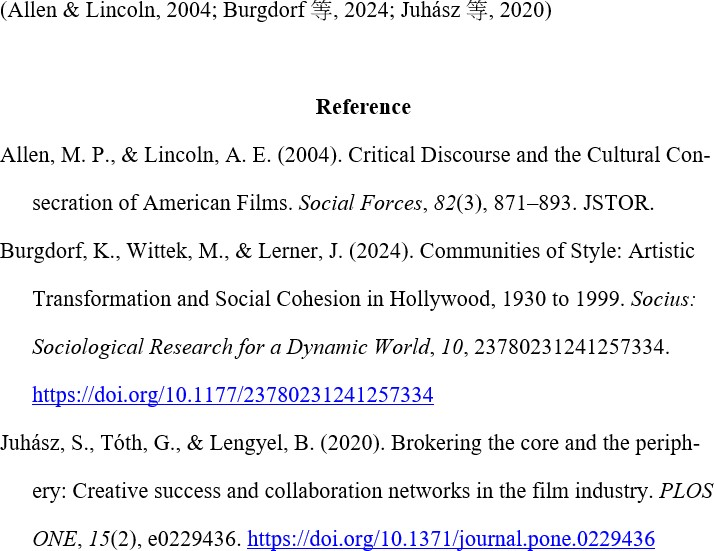 (Allen & Lincoln, 2004; Burgdorf 等, 2024; Juhász 等, 2020)
Reference
Allen, M. P., & Lincoln, A. E. (2004). Critical Discourse and the Cultural Con-
secration of American Films. Social Forces, 82(3), 871–893. JSTOR.
Burgdorf, K., Wittek, M., & Lerner, J. (2024). Communities of Style: Artistic
Transformation and Social Cohesion in Hollywood, 1930 to 1999. Socius:
Sociological Research for a Dynamic World, 10, 23780231241257334.
https://doi.org/10.1177/23780231241257334
Juhász, S., Tóth, G., & Lengyel, B. (2020). Brokering the core and the periph-
ery: Creative success and collaboration networks in the film industry. PLOS
ONE, 15(2), e0229436. https://doi.org/10.1371/journal.pone.0229436